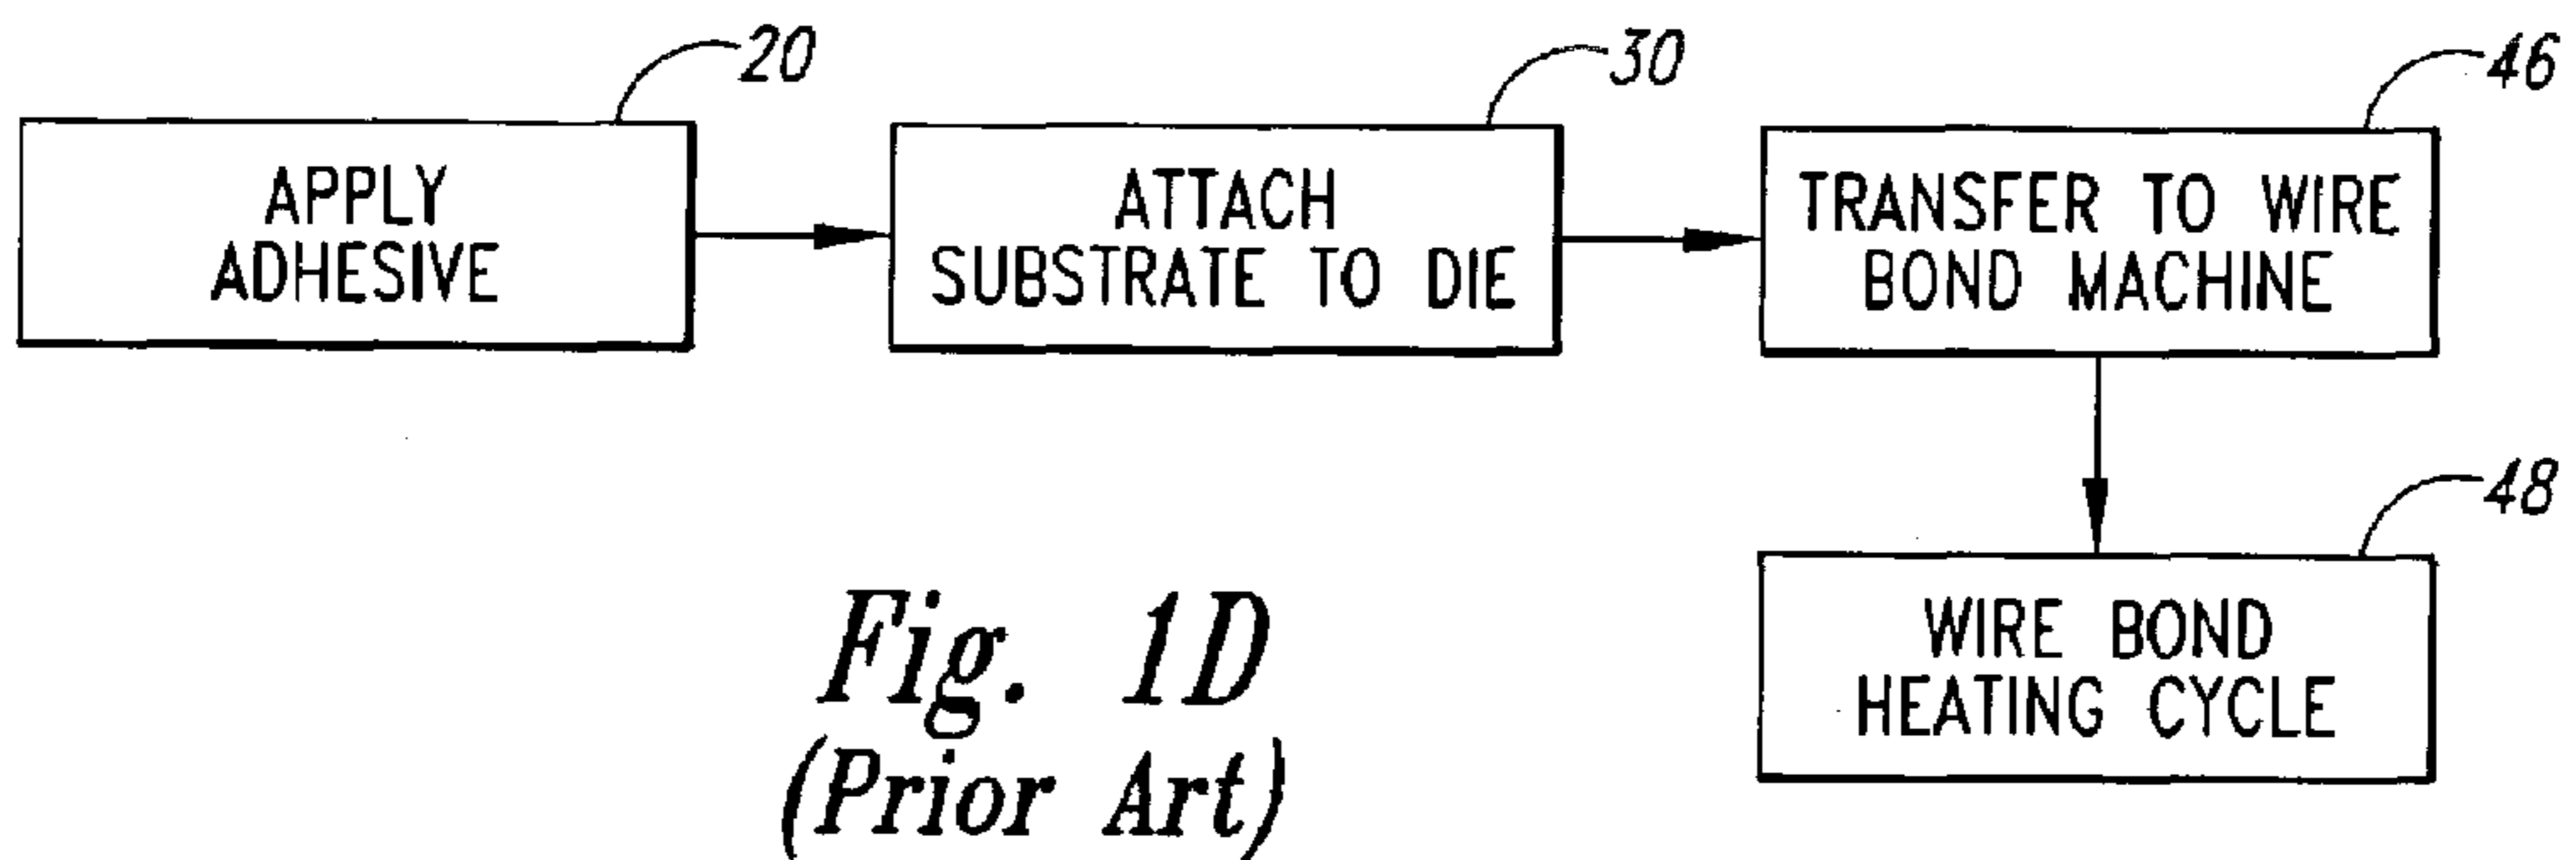 20
APPLY
ADHESIVE
30
ATTACH
SUBSTRATE TO DIE
46
TRANSFER TO WIRE
BOND MACHINE
48
WIRE BOND
HEATING CYCLE
Fig. 1D
(Prior Art)